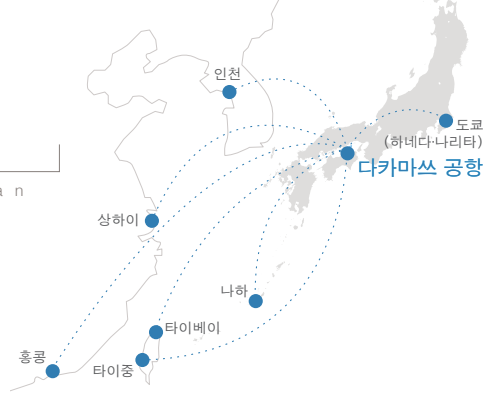 인천
도쿄
(하네다·나리타)
다카마쓰 공항
an
상하이
나하
타이베이
홍콩
타이중